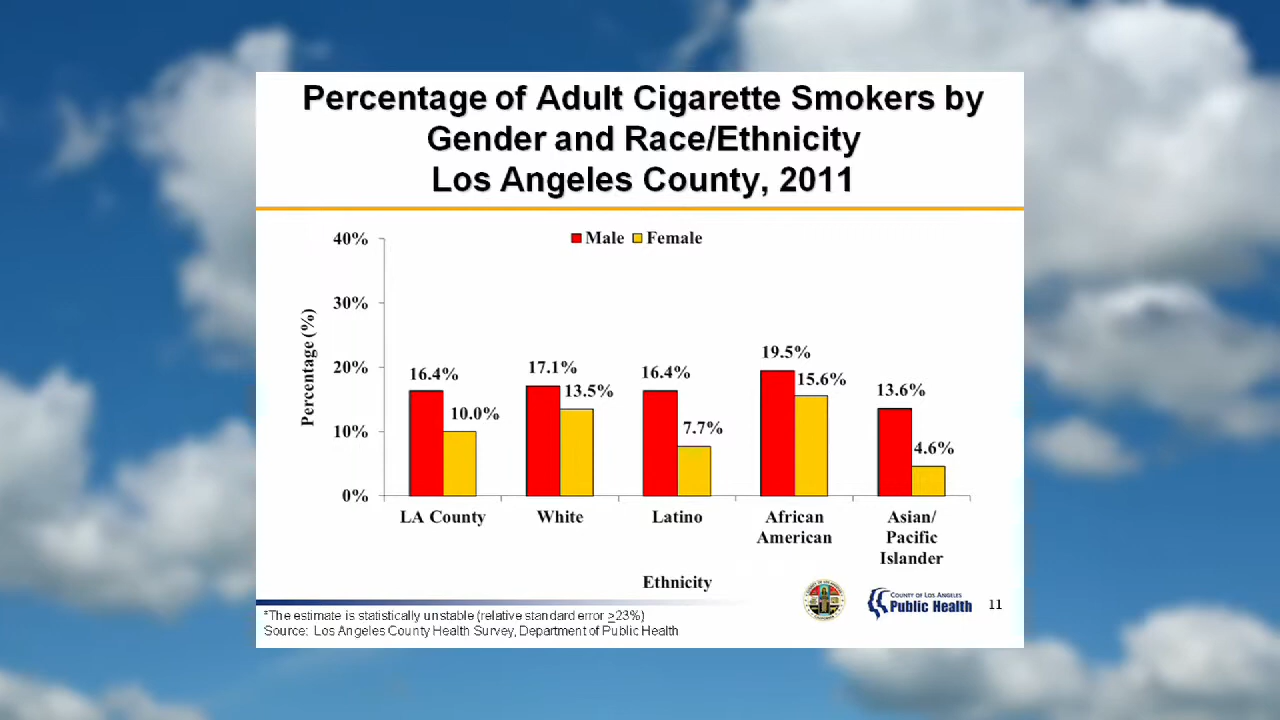 Percentage of Adult Cigarette Smokers by
Gender and Race/Ethnicity
Los Angeles County, 2011
40%
30%
20%
10%
0%
Percentage (%)
Male Female
16.4%
10.0%
17.1%
13.5%
16.4%
7.7%
19.5%
15.6%
13.6%
4.6%
LA County
White
Latino
African
American
Asian/
Pacific
Islander
Ethnicity
COUNTY OF LOS ANGELES
Public Health
11
*The estimate is statistically unstable (relative standard error ≥23%)
Source: Los Angeles County Health Survey, Department of Public Health